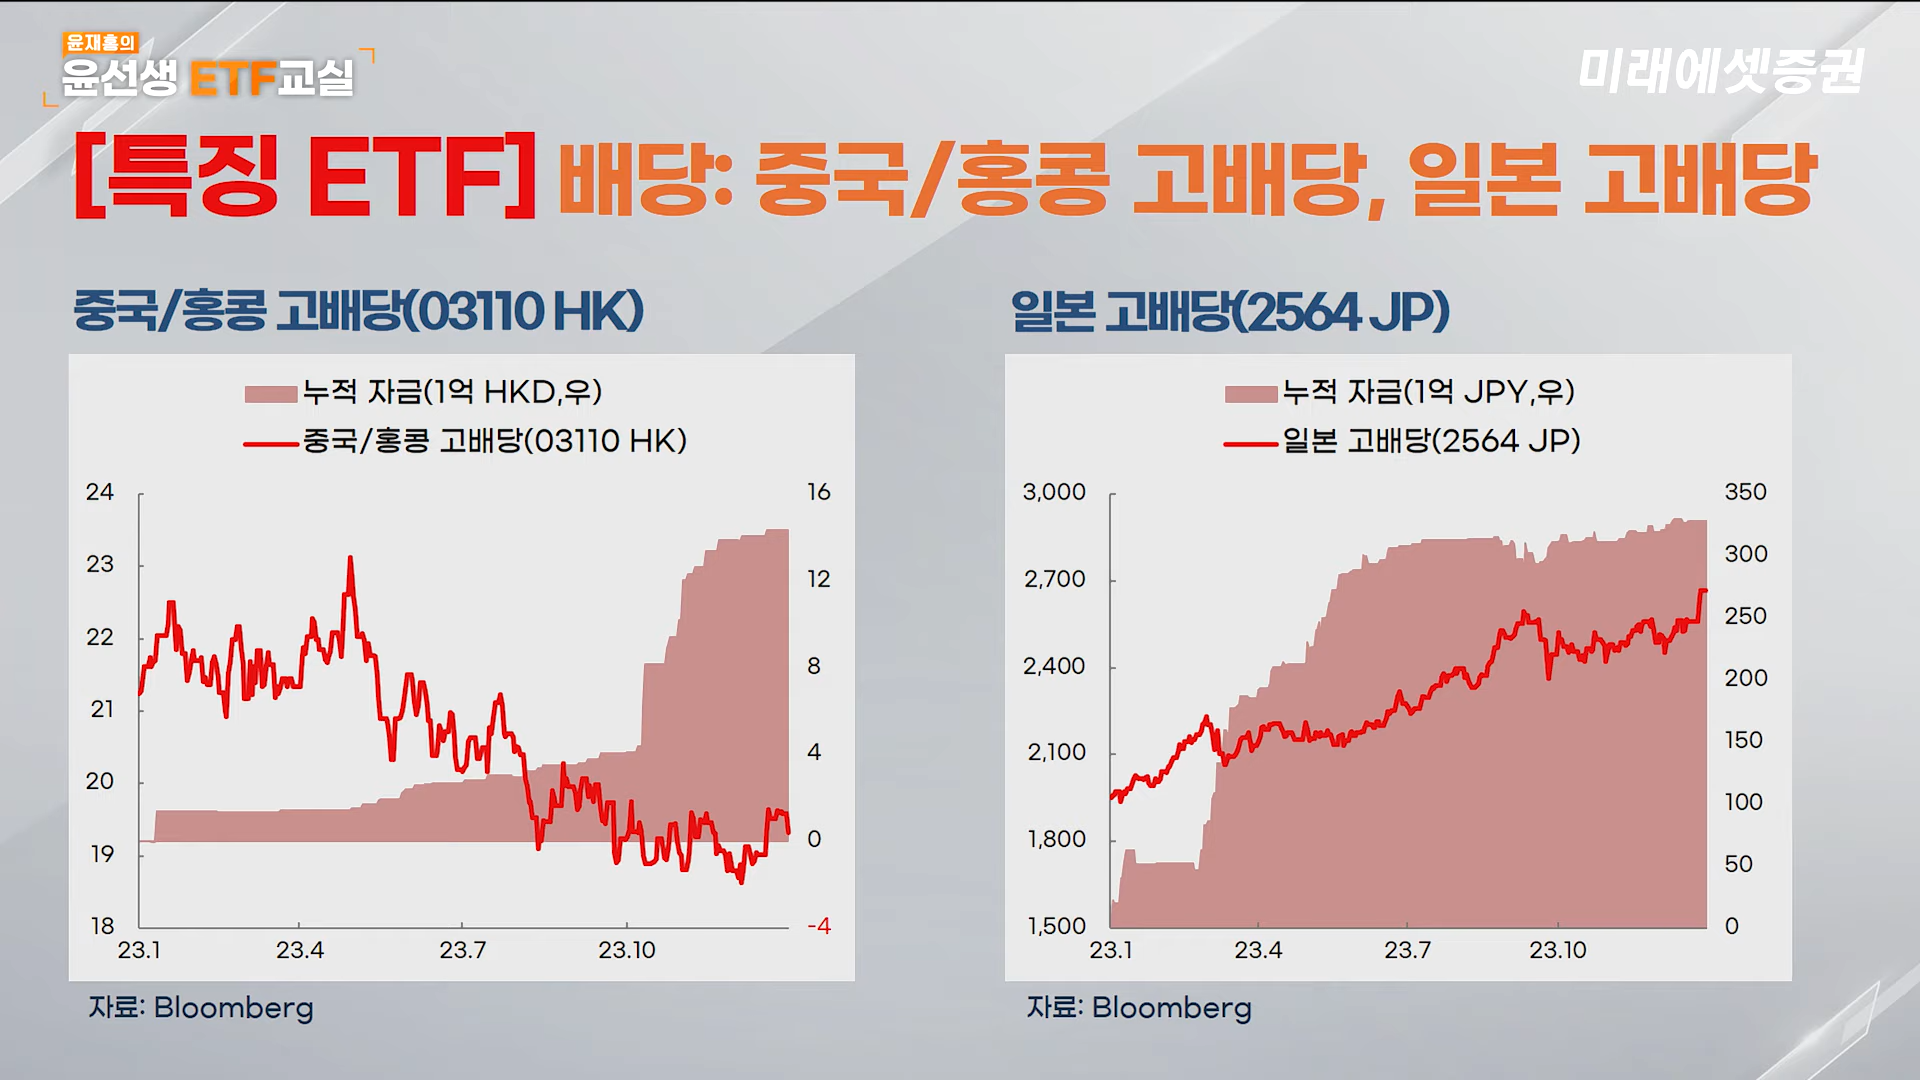 윤재홍의
윤선생 ETF교실
미래에셋증권
[특징 ETF] 배당: 중국/홍콩 고배당, 일본 고배당
중국/홍콩 고배당(03110 HK)
누적 자금(1억 HKD,우)
중국/홍콩 고배당(03110 HK)
24
23
22
21
20
19
18
16
12
8
4
0
-4
23.1
23.4
23.7
23.10
자료: Bloomberg
일본 고배당(2564 JP)
누적 자금(1억 JPY,우)
일본 고배당(2564 JP)
3,000
2,700
2,400
2,100
1,800
1,500
350
300
250
200
150
100
50
0
23.1
23.4
23.7
23.10
자료: Bloomberg